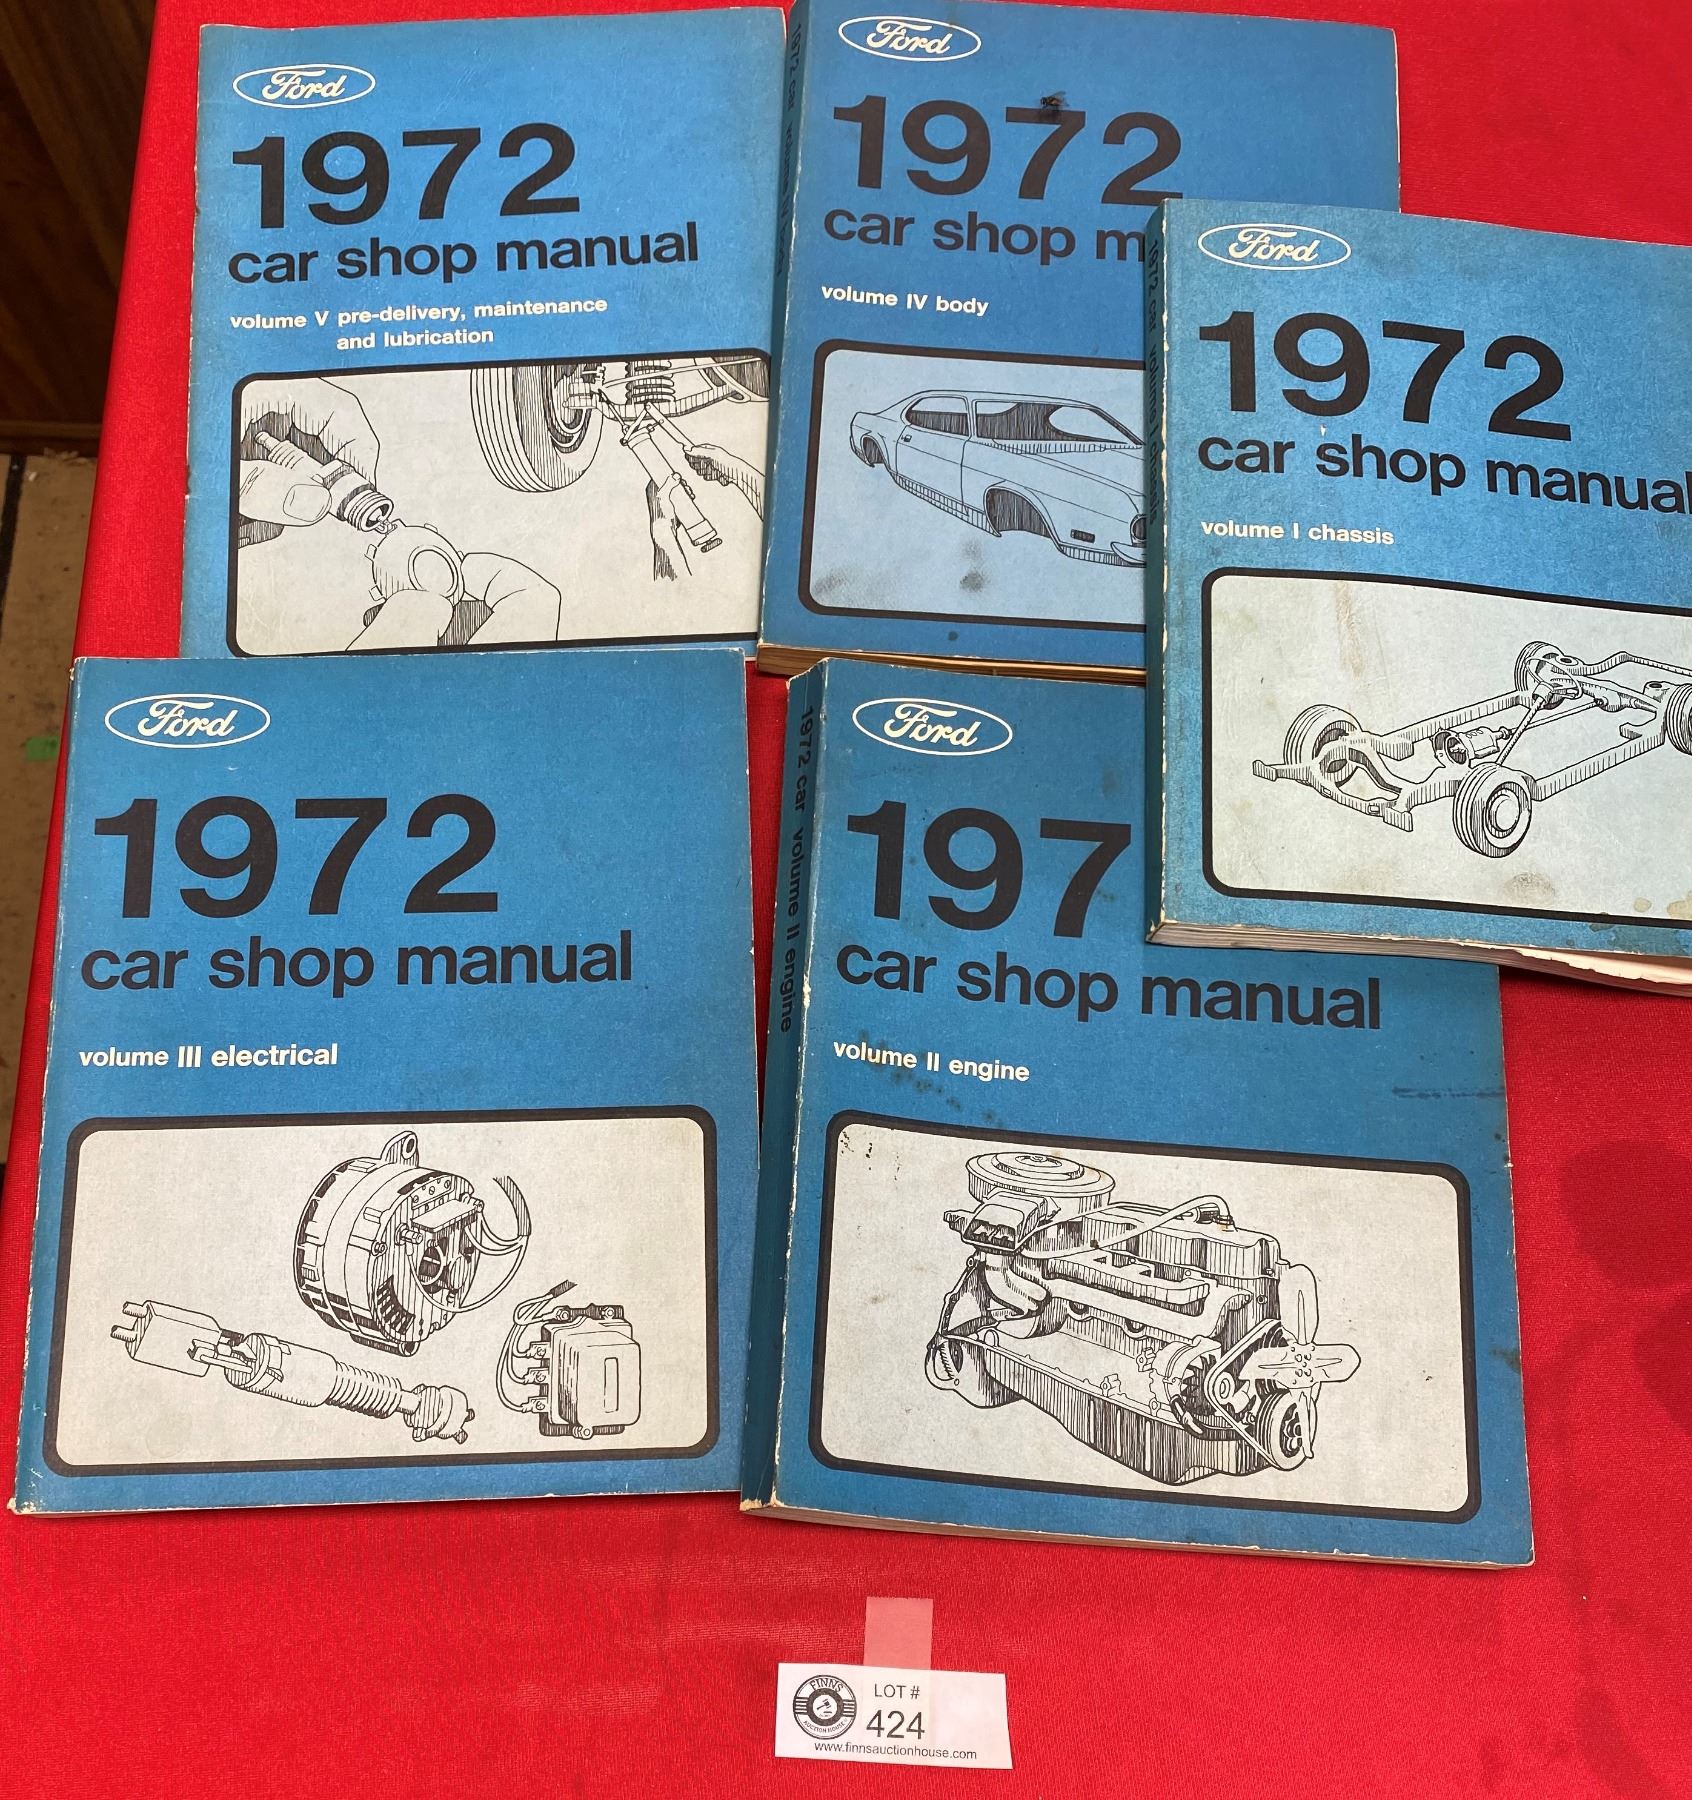 Ford
1972
car shop manual
volume V pre-delivery, maintenance
and lubrication
1972 car volume IV body
Ford
1972
car shop m
volume IV body
1972 car volume I chassis
Ford
1972
car shop manual
volume I chassis
Ford
1972
car shop manual
volume III electrical
1972 car volume II engine
Ford
197
car shop manual
volume II engine
FINNS
AUCTION HOUSE
LOT #
424
www.finnsauctionhouse.com